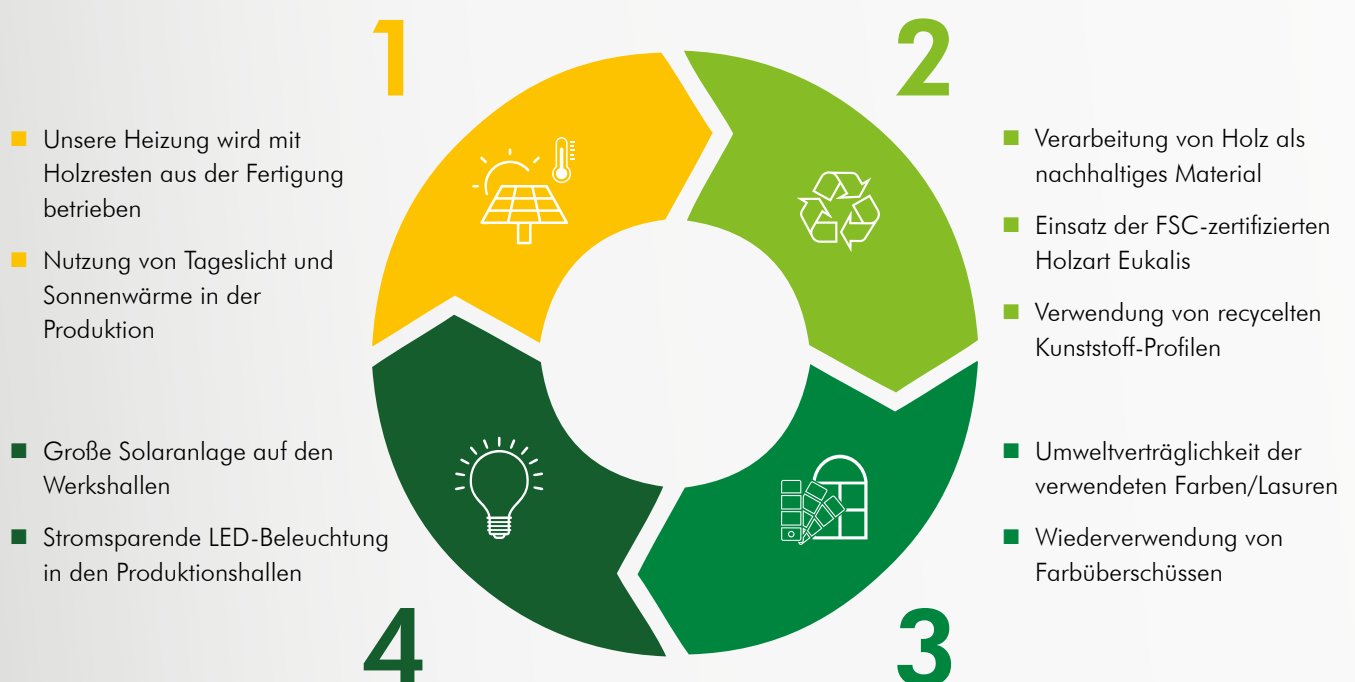 1
Unsere Heizung wird mit
Holzresten aus der Fertigung
betrieben
Nutzung von Tageslicht und
Sonnenwärme in der
Produktion
2
Verarbeitung von Holz als
nachhaltiges Material
Einsatz der FSC-zertifizierten
Holzart Eukalis
Verwendung von recycelten
Kunststoff-Profilen
3
Umweltverträglichkeit der
verwendeten Farben/Lasuren
Wiederverwendung von
Farbüberschüssen
4
Große Solaranlage auf den
Werkshallen
Stromsparende LED-Beleuchtung
in den Produktionshallen